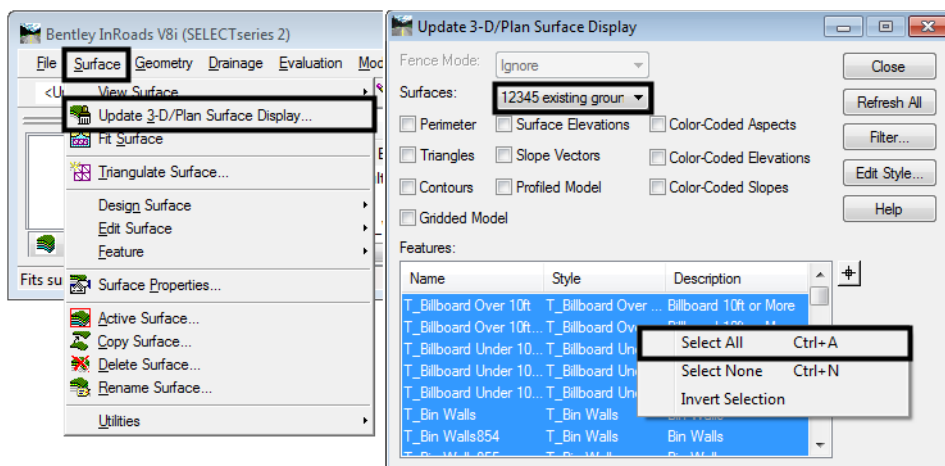 Bentley InRoads V8i (SELECTseries 2)
File Surface Geometry Drainage Evaluation
View Surface
Update 3-D/Plan Surface Display...
Fit Surface
Triangulate Surface...
Design Surface
Edit Surface
Feature
Fits
Surface Properties...
Active Surface...
Copy Surface...
Delete Surface...
Rename Surface...
Utilities
Update 3-D/Plan Surface Display
Fence Mode: Ignore
Close
Surfaces: 12345 existing groun
Refresh All
Perimeter Surface Elevations Color-Coded Aspects
Filter...
Triangles Slope Vectors Color-Coded Elevations
Edit Style...
Contours Profiled Model Color-Coded Slopes
Help
Gridded Model
Features:
Name Style Description
T_Billboard Over 10ft T_Billboard Over ... Billboard 10ft or More
T_Billboard Over 10ft... T_Billboard Ov
T_Billboard Under 10... T_Billboard Un
T_Billboard Under 10... T_Billboard Un
T_Billboard Under 10... T_Billboard Un
T_Bin Walls T_Bin Walls Bin Walls
T_Bin Walls854 T_Bin Walls Bin Walls
Select All Ctrl+A
Select None Ctrl+N
Invert Selection